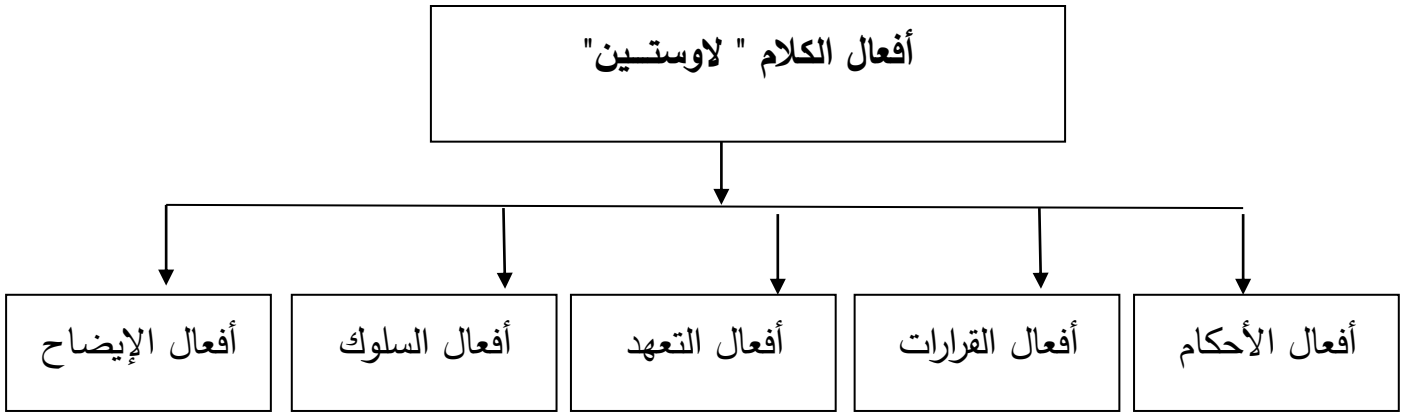 أفعال الكلام " لاوستـــين"
أفعال الأحكام
أفعال القرارات
أفعال التعهد
أفعال السلوك
أفعال الإيضاح